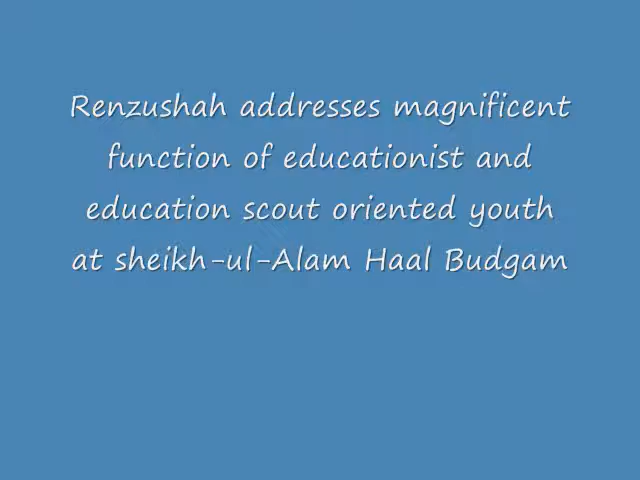 Renzushah addresses magnificent
function of educationist and
education scout oriented youth
at sheikh-ul-Alam Haal Budgam